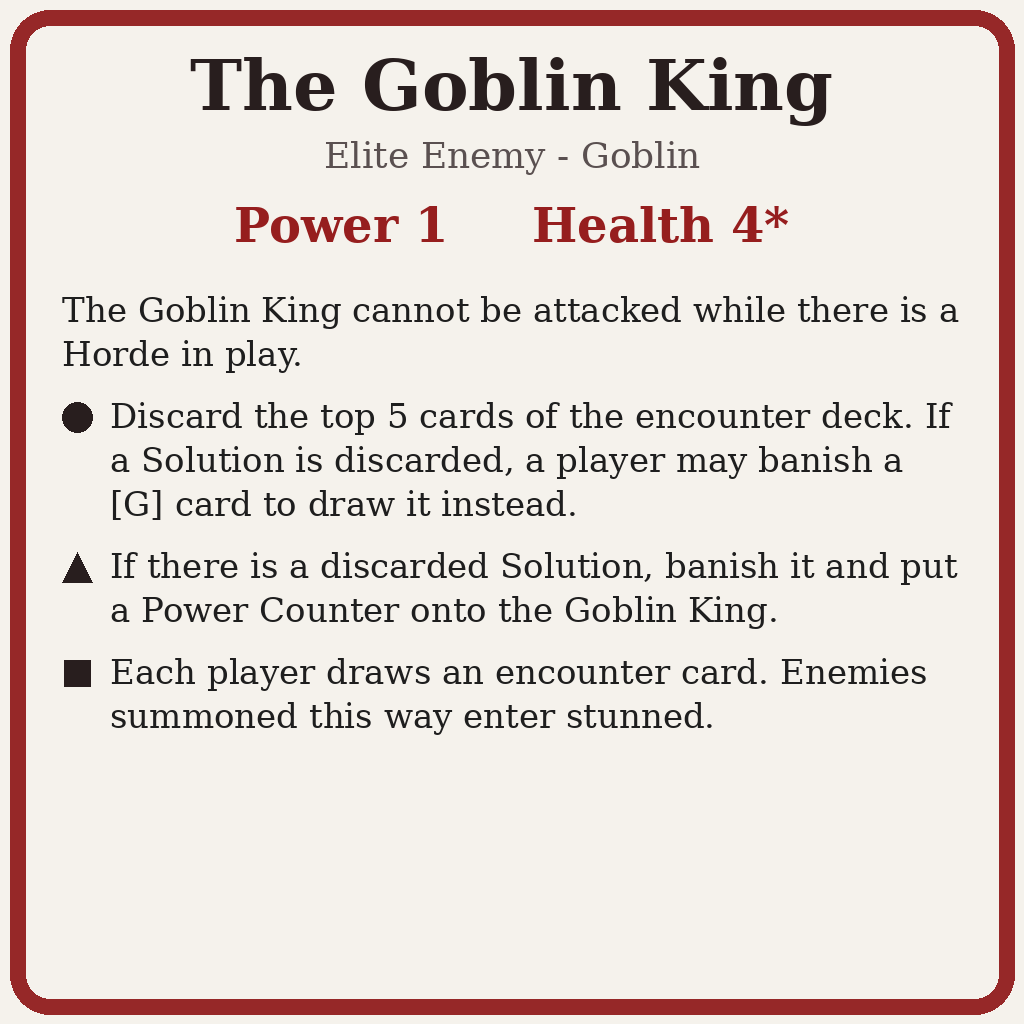 The Goblin King
Elite Enemy - Goblin
Power 1 Health 4*
The Goblin King cannot be attacked while there is a
Horde in play.
● Discard the top 5 cards of the encounter deck. If
a Solution is discarded, a player may banish a
[G] card to draw it instead.
▲ If there is a discarded Solution, banish it and put
a Power Counter onto the Goblin King.
■ Each player draws an encounter card. Enemies
summoned this way enter stunned.